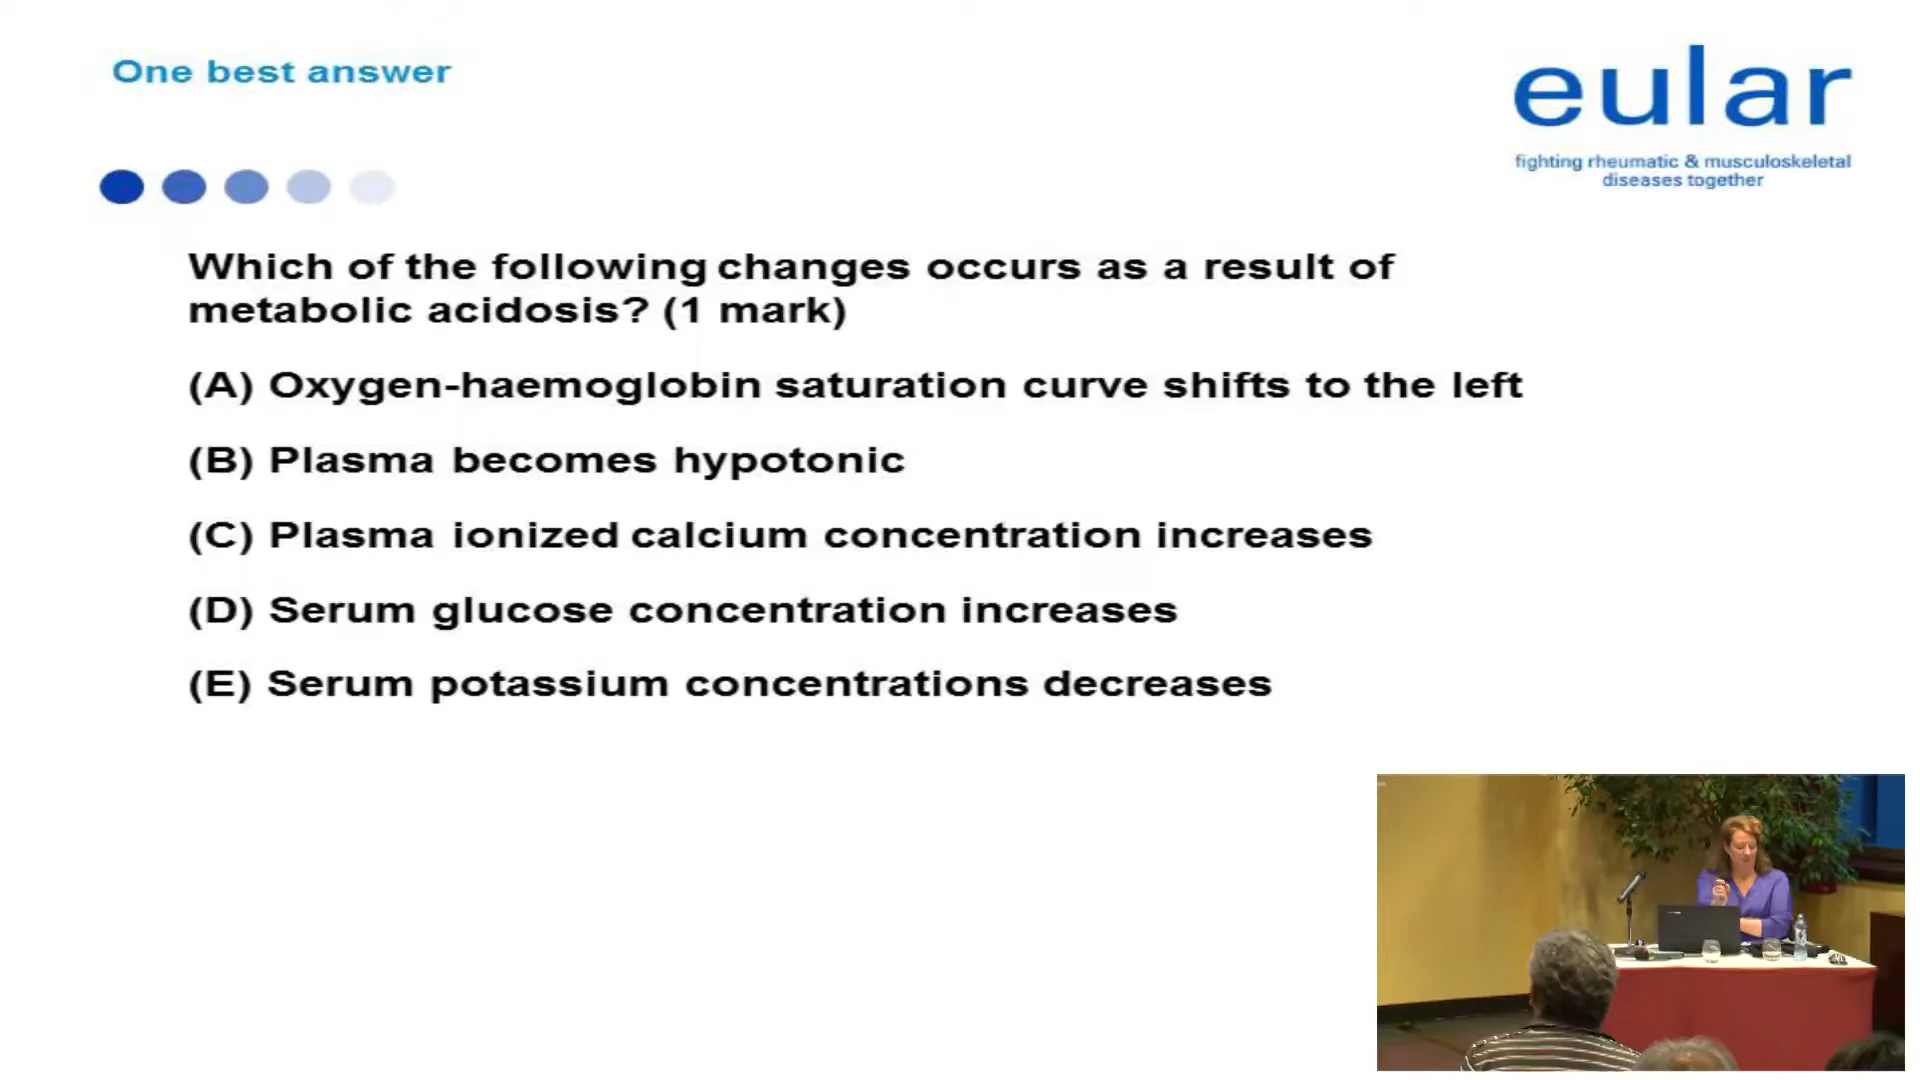 One best answer
eular
fighting rheumatic & musculoskeletal
diseases together
Which of the following changes occurs as a result of
metabolic acidosis? (1 mark)
(A) Oxygen-haemoglobin saturation curve shifts to the left
(B) Plasma becomes hypotonic
(C) Plasma ionized calcium concentration increases
(D) Serum glucose concentration increases
(E) Serum potassium concentrations decreases